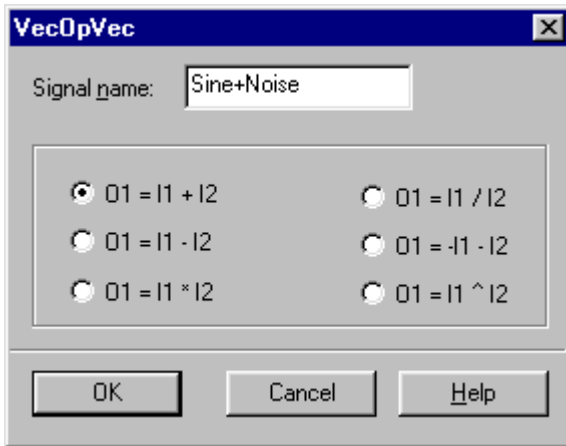 VecOpVec
Signal name: Sine+Noise
O1 = I1 + I2
O1 = I1 / I2
O1 = I1 - I2
O1 = -I1 - I2
O1 = I1 * I2
O1 = I1 ^ I2
OK Cancel Help